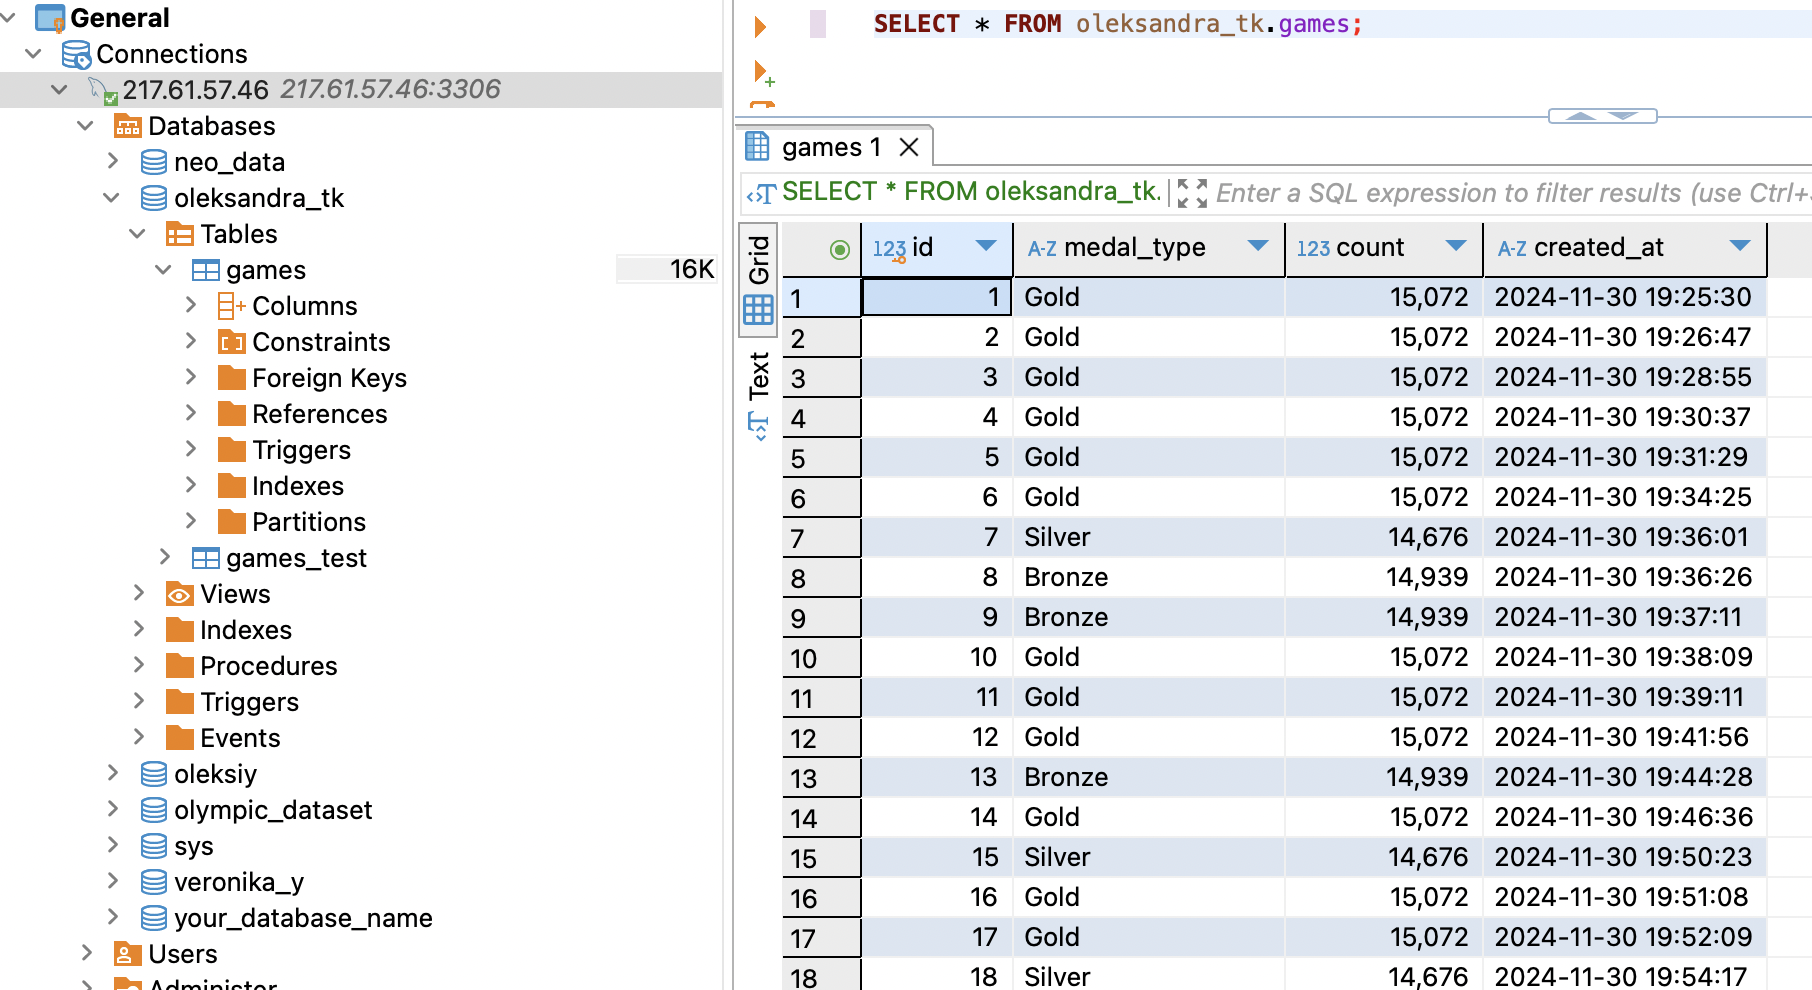 General
Connections
217.61.57.46 217.61.57.46:3306
Databases
neo_data
oleksandra_tk
Tables
games 16K
Columns
Constraints
Foreign Keys
References
Triggers
Indexes
Partitions
games_test
Views
Indexes
Procedures
Triggers
Events
oleksiy
olympic_dataset
sys
veronika_y
your_database_name
Users
Administer
SELECT * FROM oleksandra_tk.games;
games 1
SELECT * FROM oleksandra_tk. Enter a SQL expression to filter results (use Ctrl+
Grid
Text
123 id A-Z medal_type 123 count A-Z created_at
1 1 Gold 15,072 2024-11-30 19:25:30
2 2 Gold 15,072 2024-11-30 19:26:47
3 3 Gold 15,072 2024-11-30 19:28:55
4 4 Gold 15,072 2024-11-30 19:30:37
5 5 Gold 15,072 2024-11-30 19:31:29
6 6 Gold 15,072 2024-11-30 19:34:25
7 7 Silver 14,676 2024-11-30 19:36:01
8 8 Bronze 14,939 2024-11-30 19:36:26
9 9 Bronze 14,939 2024-11-30 19:37:11
10 10 Gold 15,072 2024-11-30 19:38:09
11 11 Gold 15,072 2024-11-30 19:39:11
12 12 Gold 15,072 2024-11-30 19:41:56
13 13 Bronze 14,939 2024-11-30 19:44:28
14 14 Gold 15,072 2024-11-30 19:46:36
15 15 Silver 14,676 2024-11-30 19:50:23
16 16 Gold 15,072 2024-11-30 19:51:08
17 17 Gold 15,072 2024-11-30 19:52:09
18 18 Silver 14,676 2024-11-30 19:54:17